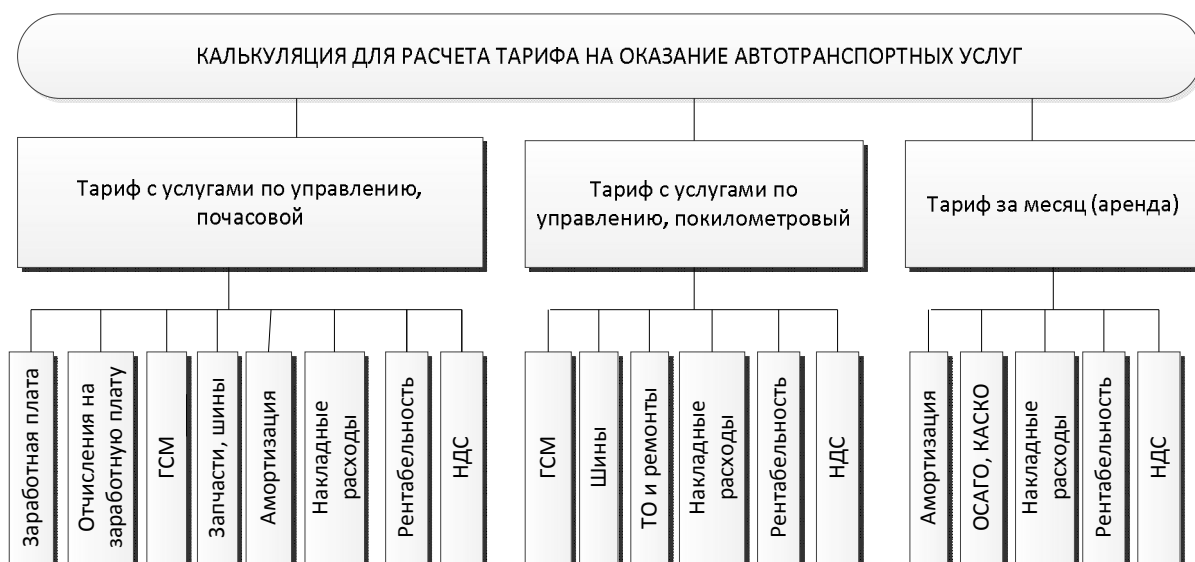 КАЛЬКУЛЯЦИЯ ДЛЯ РАСЧЕТА ТАРИФА НА ОКАЗАНИЕ АВТОТРАНСПОРТНЫХ УСЛУГ
Тариф с услугами по управлению,
почасовой
Тариф с услугами по
управлению, покилометровый
Тариф за месяц (аренда)
Заработная плата
Отчисления на
заработную плату
ГСМ
Запчасти, шины
Амортизация
Накладные
расходы
Рентабельность
НДС
ГСМ
Шины
ТО и ремонты
Накладные
расходы
Рентабельность
НДС
Амортизация
ОСАГО, КАСКО
Накладные
расходы
Рентабельность
НДС